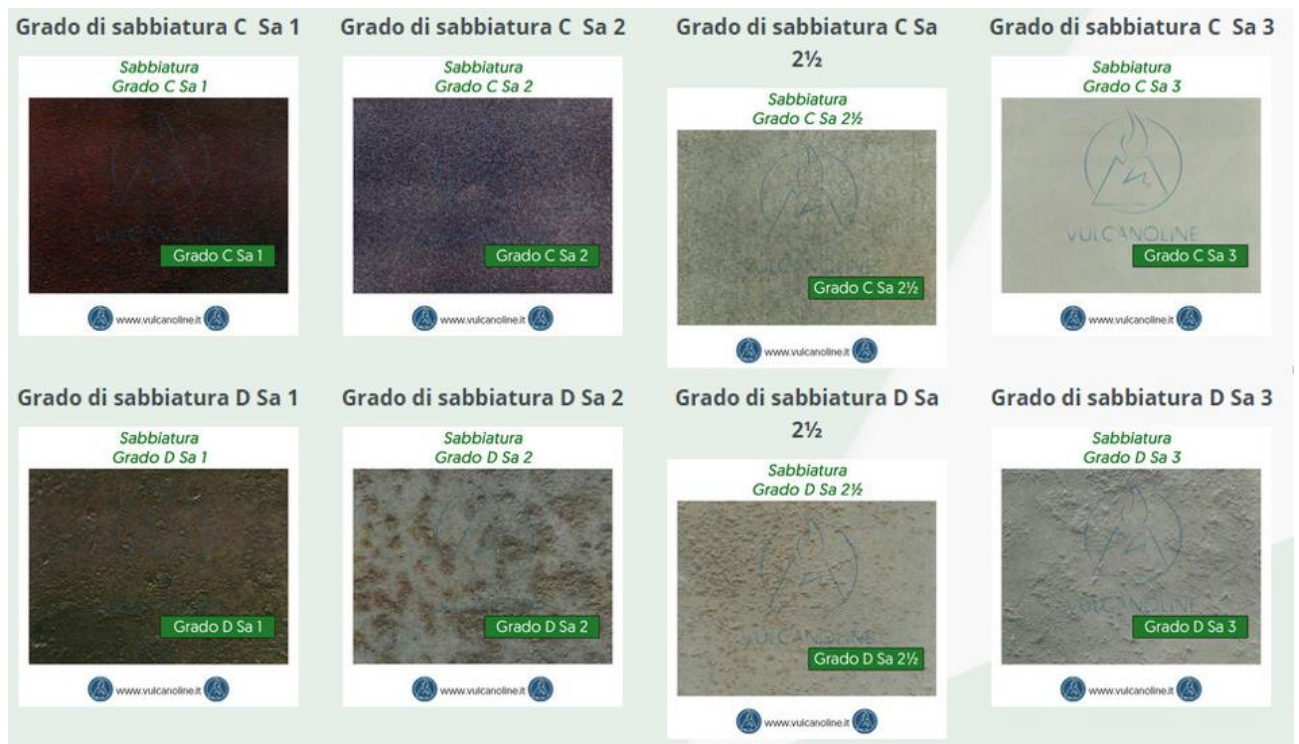 Grado di sabbiatura C Sa 1
Sabbiatura
Grado C Sa 1
VULCANOLINE
Grado C Sa 1
www.vulcanoline.it
Grado di sabbiatura C Sa 2
Sabbiatura
Grado C Sa 2
Grado C Sa 2
www.vulcanoline.it
Grado di sabbiatura C Sa
2½
Sabbiatura
Grado C Sa 2½
VULCANOLINE
Grado C Sa 2½
www.vulcanoline.it
Grado di sabbiatura C Sa 3
Sabbiatura
Grado C Sa 3
VULCANOLINE
Grado C Sa 3
www.vulcanoline.it
Grado di sabbiatura D Sa 1
Sabbiatura
Grado D Sa 1
Grado D Sa 1
www.vulcanoline.it
Grado di sabbiatura D Sa 2
Sabbiatura
Grado D Sa 2
Grado D Sa 2
www.vulcanoline.it
Grado di sabbiatura D Sa
2½
Sabbiatura
Grado D Sa 2½
VULCANOLINE
Grado D Sa 2½
www.vulcanoline.it
Grado di sabbiatura D Sa 3
Sabbiatura
Grado D Sa 3
VULCANOLINE
Grado D Sa 3
www.vulcanoline.it